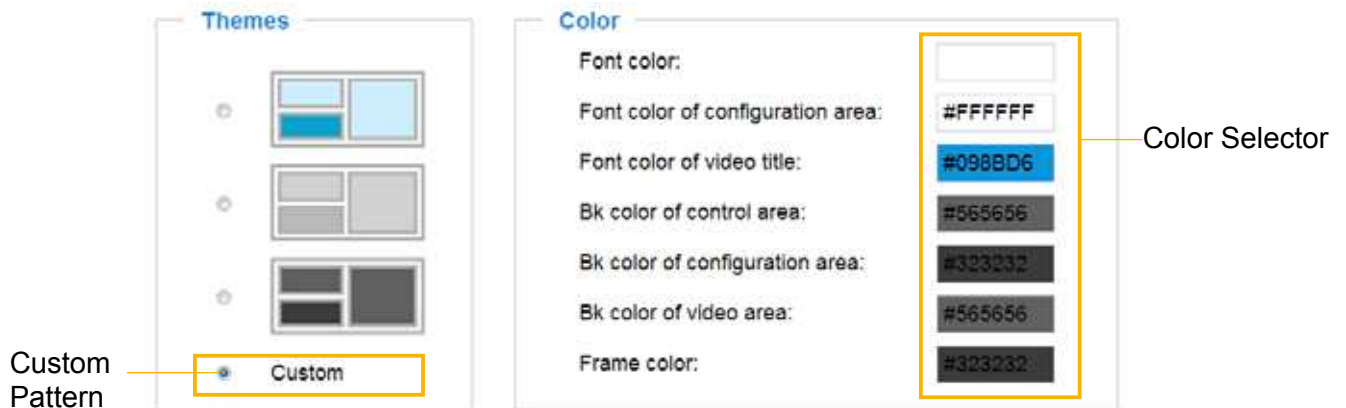 Themes
Custom
Custom
Pattern
Color
Font color:
Font color of configuration area: #FFFFFF
Font color of video title: #098BD6
Bk color of control area: #565656
Bk color of configuration area: #323232
Bk color of video area: #565656
Frame color: #323232
Color Selector